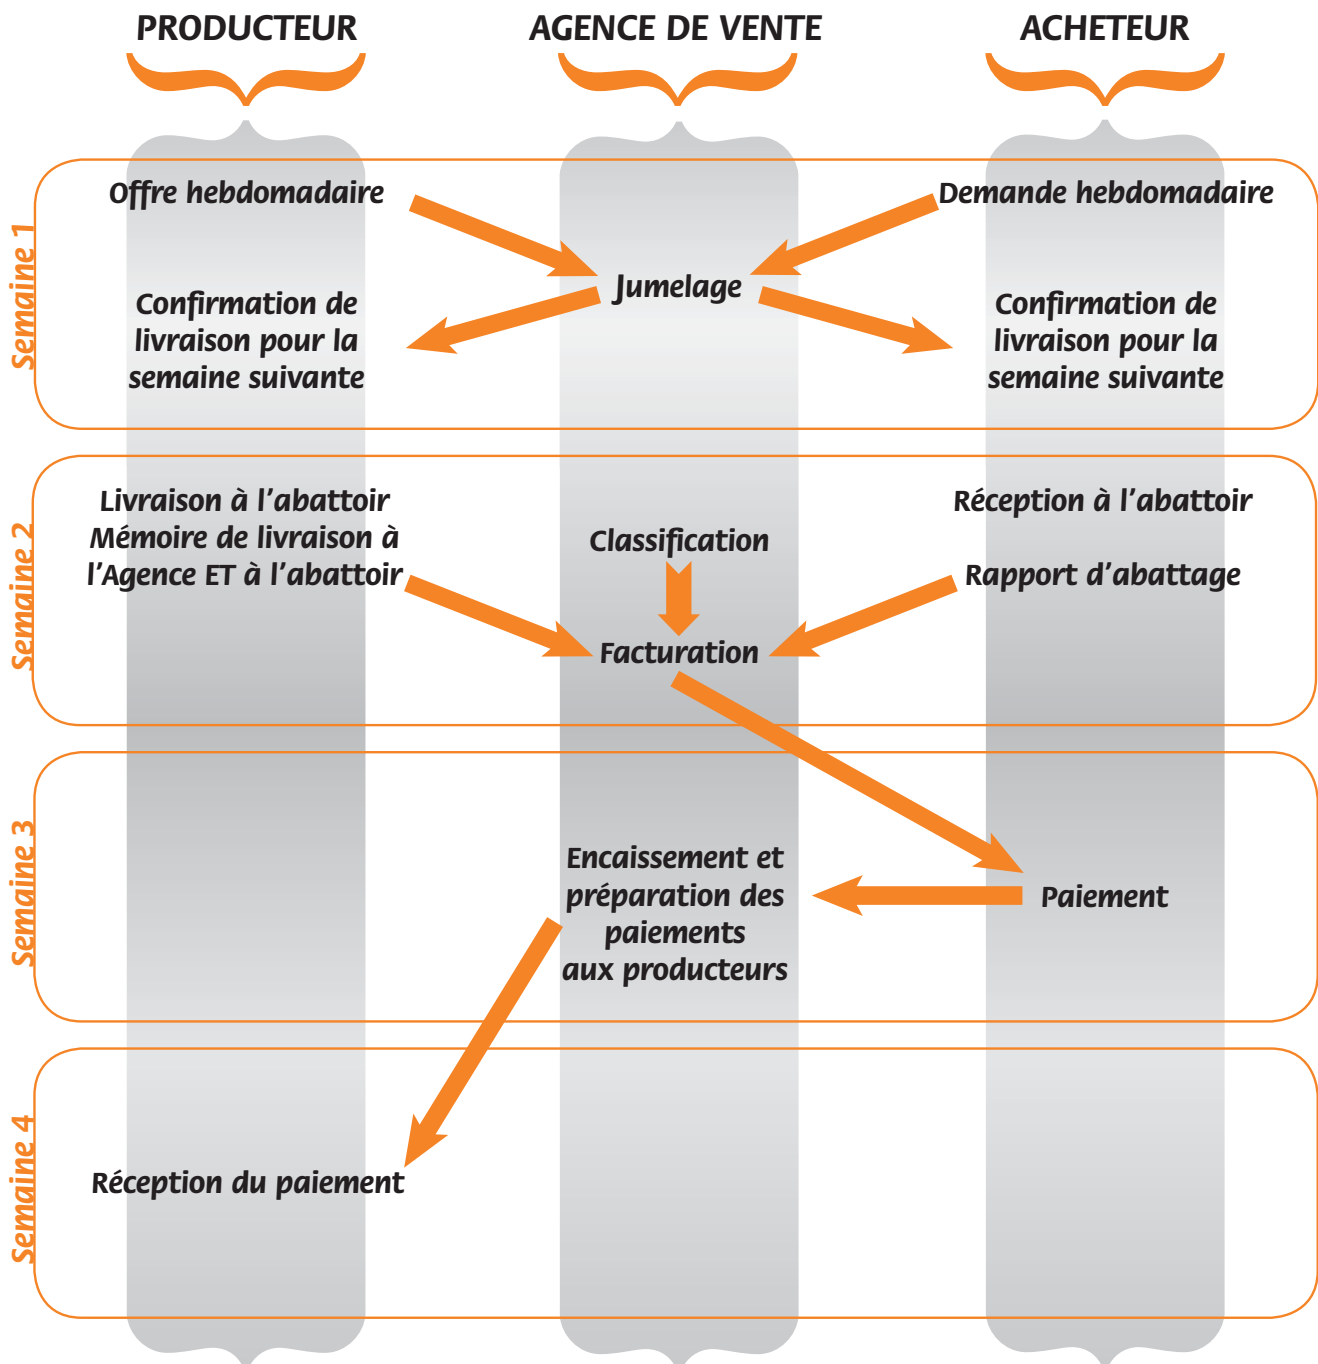 PRODUCTEUR
AGENCE DE VENTE
ACHETEUR
Semaine 1
Offre hebdomadaire
Demande hebdomadaire
Jumelage
Confirmation de
livraison pour la
semaine suivante
Confirmation de
livraison pour la
semaine suivante
Semaine 2
Livraison à l'abattoir
Mémoire de livraison à
l'Agence ET à l'abattoir
Classification
Facturation
Réception à l'abattoir
Rapport d'abattage
Semaine 3
Encaissement et
préparation des
paiements
aux producteurs
Paiement
Semaine 4
Réception du paiement